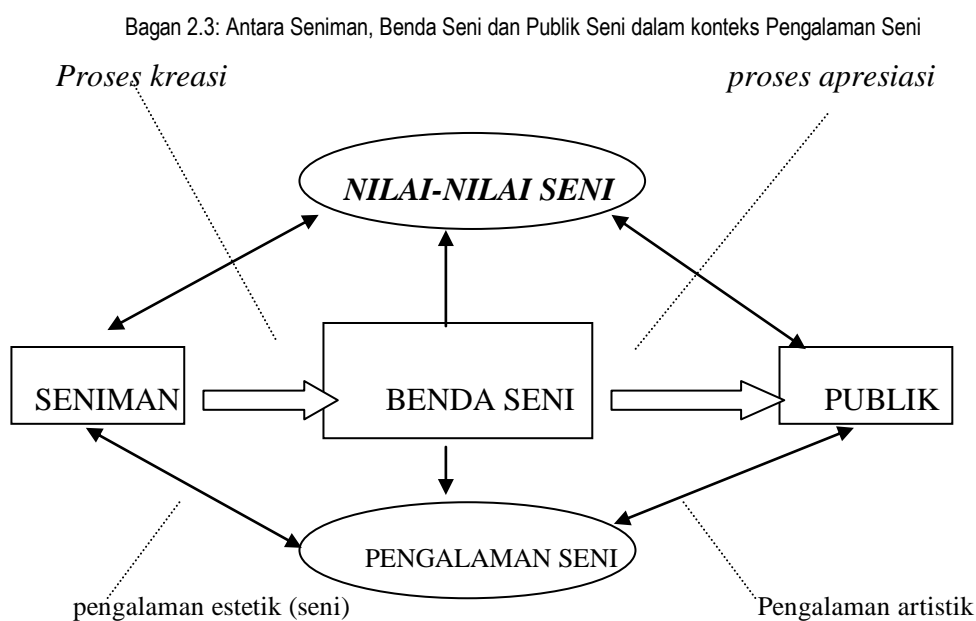 Bagan 2.3: Antara Seniman, Benda Seni dan Publik Seni dalam konteks Pengalaman Seni
Proses kreasi
proses apresiasi
NILAI-NILAI SENI
SENIMAN
BENDA SENI
PUBLIK
PENGALAMAN SENI
pengalaman estetik (seni)
Pengalaman artistik